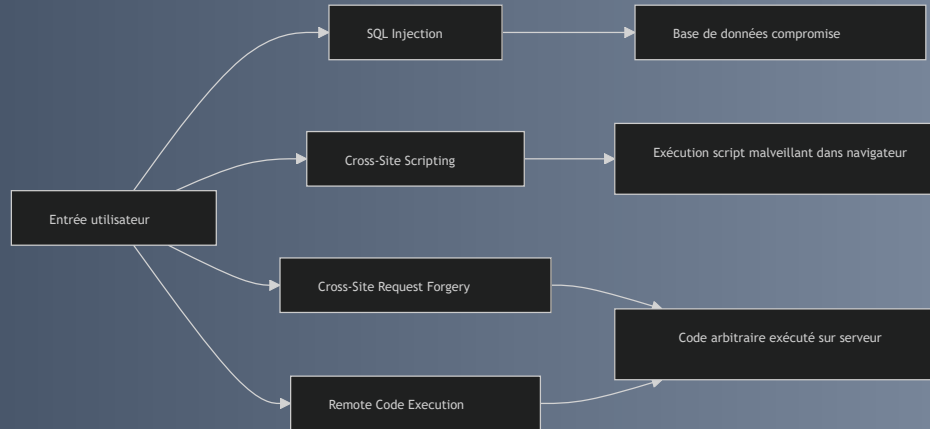 SQL Injection
Base de données compromise
Cross-Site Scripting
Exécution script malveillant dans navigateur
Entrée utilisateur
Cross-Site Request Forgery
Code arbitraire exécuté sur serveur
Remote Code Execution